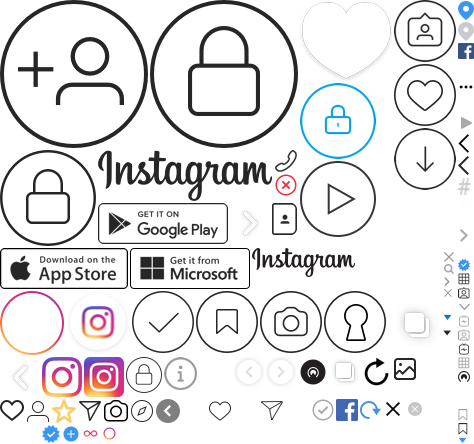 Instagram
GET IT ON
Google Play
Download on the
App Store
Get it from
Microsoft
Instagram